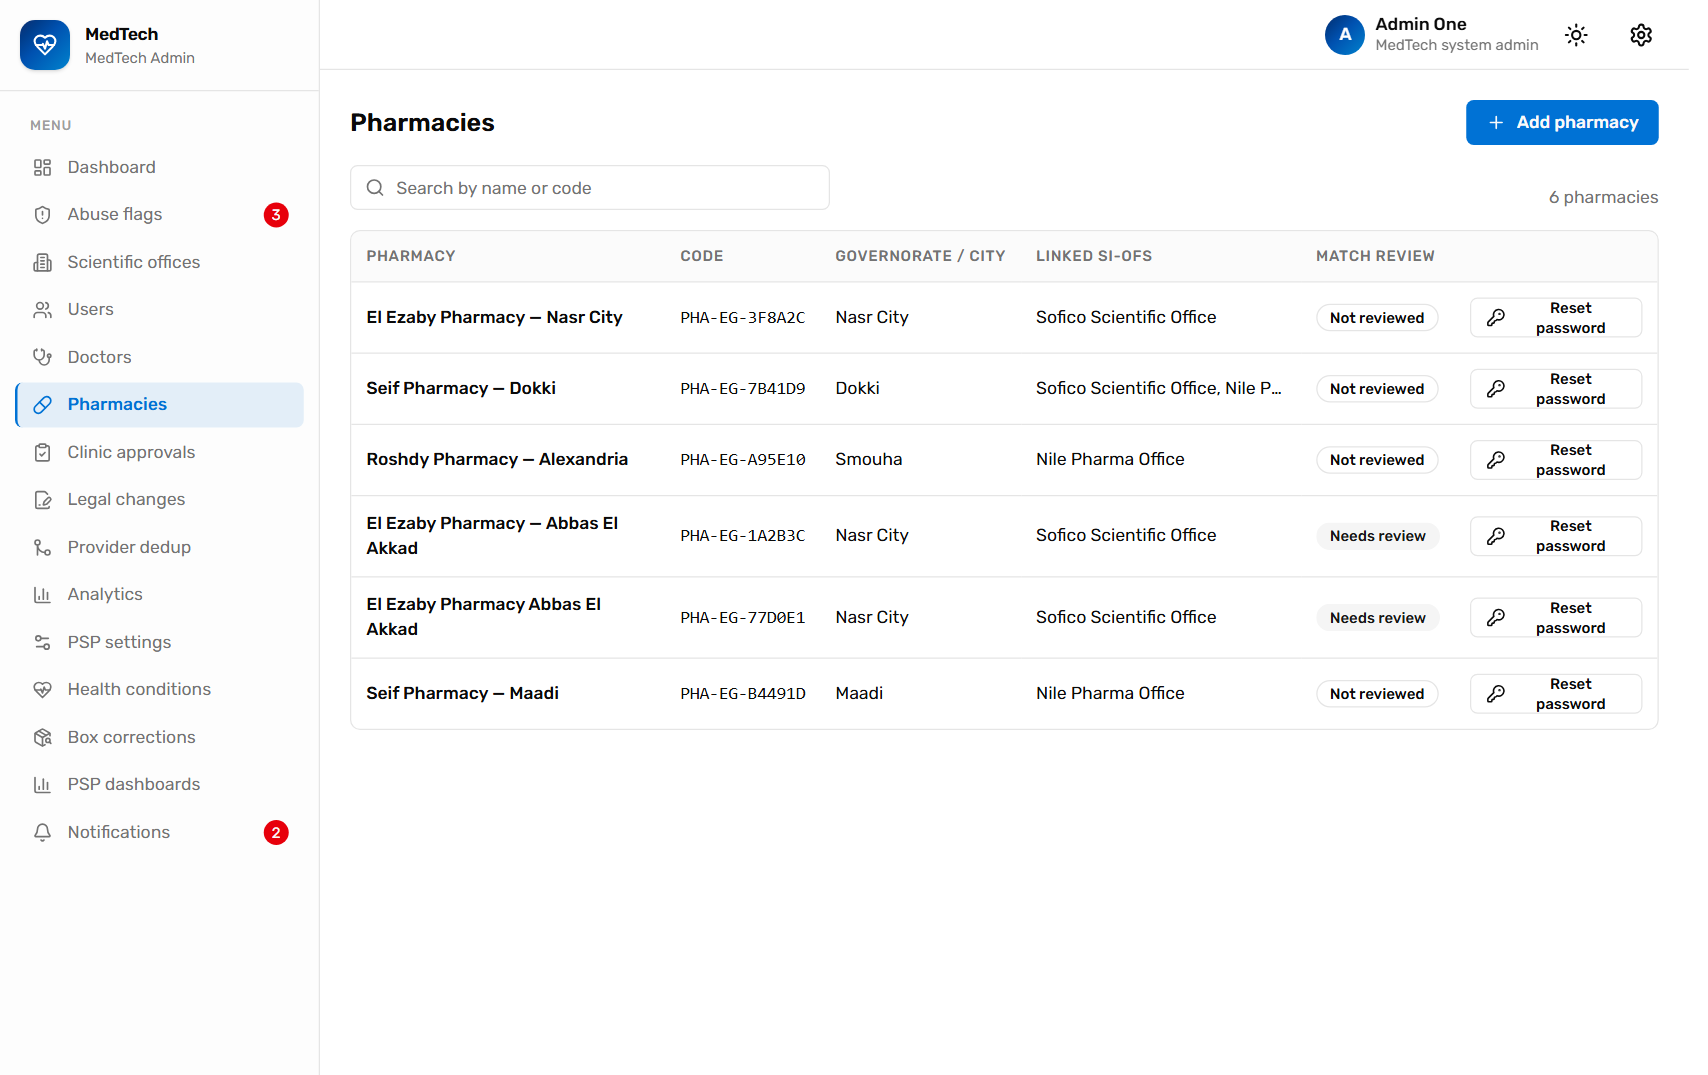 MedTech
MedTech Admin
A
Admin One
MedTech system admin
MENU
Dashboard
Abuse flags
3
Scientific offices
Users
Doctors
Pharmacies
Clinic approvals
Legal changes
Provider dedup
Analytics
PSP settings
Health conditions
Box corrections
PSP dashboards
Notifications
2
Pharmacies
Add pharmacy
Search by name or code
6 pharmacies
PHARMACY CODE GOVERNORATE / CITY LINKED SI-OFS MATCH REVIEW
El Ezaby Pharmacy – Nasr City PHA-EG-3F8A2C Nasr City Sofico Scientific Office Not reviewed Reset
password
Seif Pharmacy – Dokki PHA-EG-7B41D9 Dokki Sofico Scientific Office, Nile P... Not reviewed Reset
password
Roshdy Pharmacy – Alexandria PHA-EG-A95E10 Smouha Nile Pharma Office Not reviewed Reset
password
El Ezaby Pharmacy – Abbas El
Akkad PHA-EG-1A2B3C Nasr City Sofico Scientific Office Needs review Reset
password
El Ezaby Pharmacy Abbas El
Akkad PHA-EG-77D0E1 Nasr City Sofico Scientific Office Needs review Reset
password
Seif Pharmacy – Maadi PHA-EG-B4491D Maadi Nile Pharma Office Not reviewed Reset
password